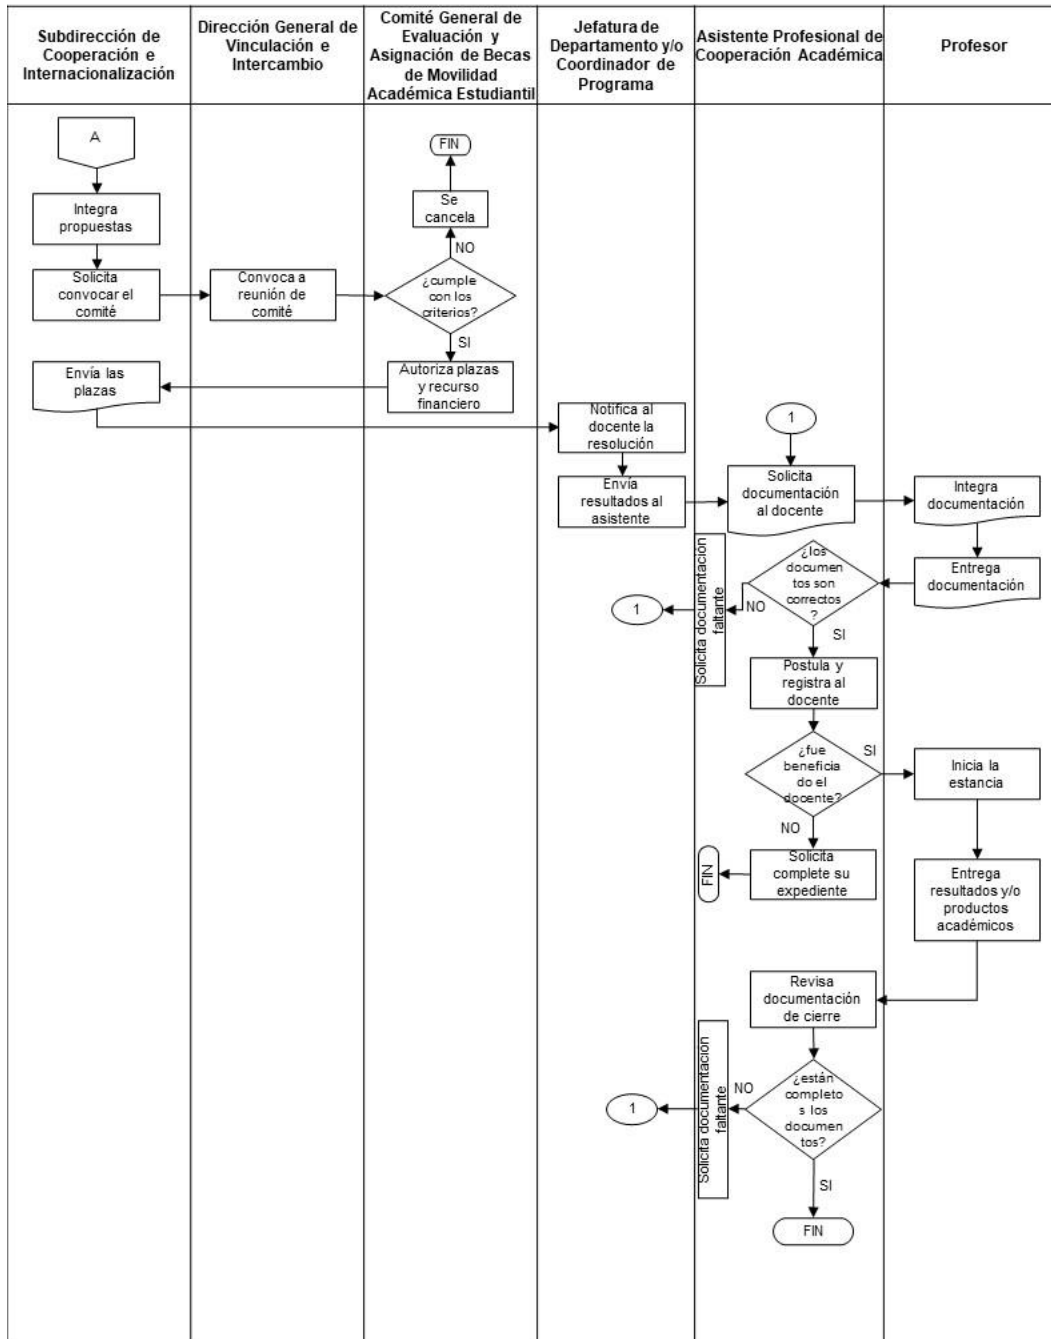 Subdirección de
Cooperación e
Internacionalización
Dirección General de
Vinculación e
Intercambio
Comité General de
Evaluación y
Asignación de Becas
de Movilidad
Académica Estudiantil
Jefatura de
Departamento y/o
Coordinador de
Programa
Asistente Profesional de
Cooperación Académica
Profesor
A
FIN
Integra
propuestas
Se
cancela
NO
Solicita
convocar el
comité
Convoca a
reunión de
comité
¿cumple
con los
criterios?
SI
Envía las
plazas
Autoriza plazas
y recurso
financiero
Notifica al
docente la
resolución
1
Envía
resultados al
asistente
Solicita
documentación
al docente
Integra
documentación
Entrega
documentación
¿los
documen
tos son
correctos
?
NO
Solicita documentación
faltante
1
SI
Postula y
registra al
docente
¿fue
beneficia
do el
docente?
SI
Inicia la
estancia
NO
Solicita
complete su
expediente
FIN
Entrega
resultados y/o
productos
académicos
Revisa
documentación
de cierre
¿están
completo
s los
documen
tos?
NO
Solicita documentación
faltante
1
SI
FIN